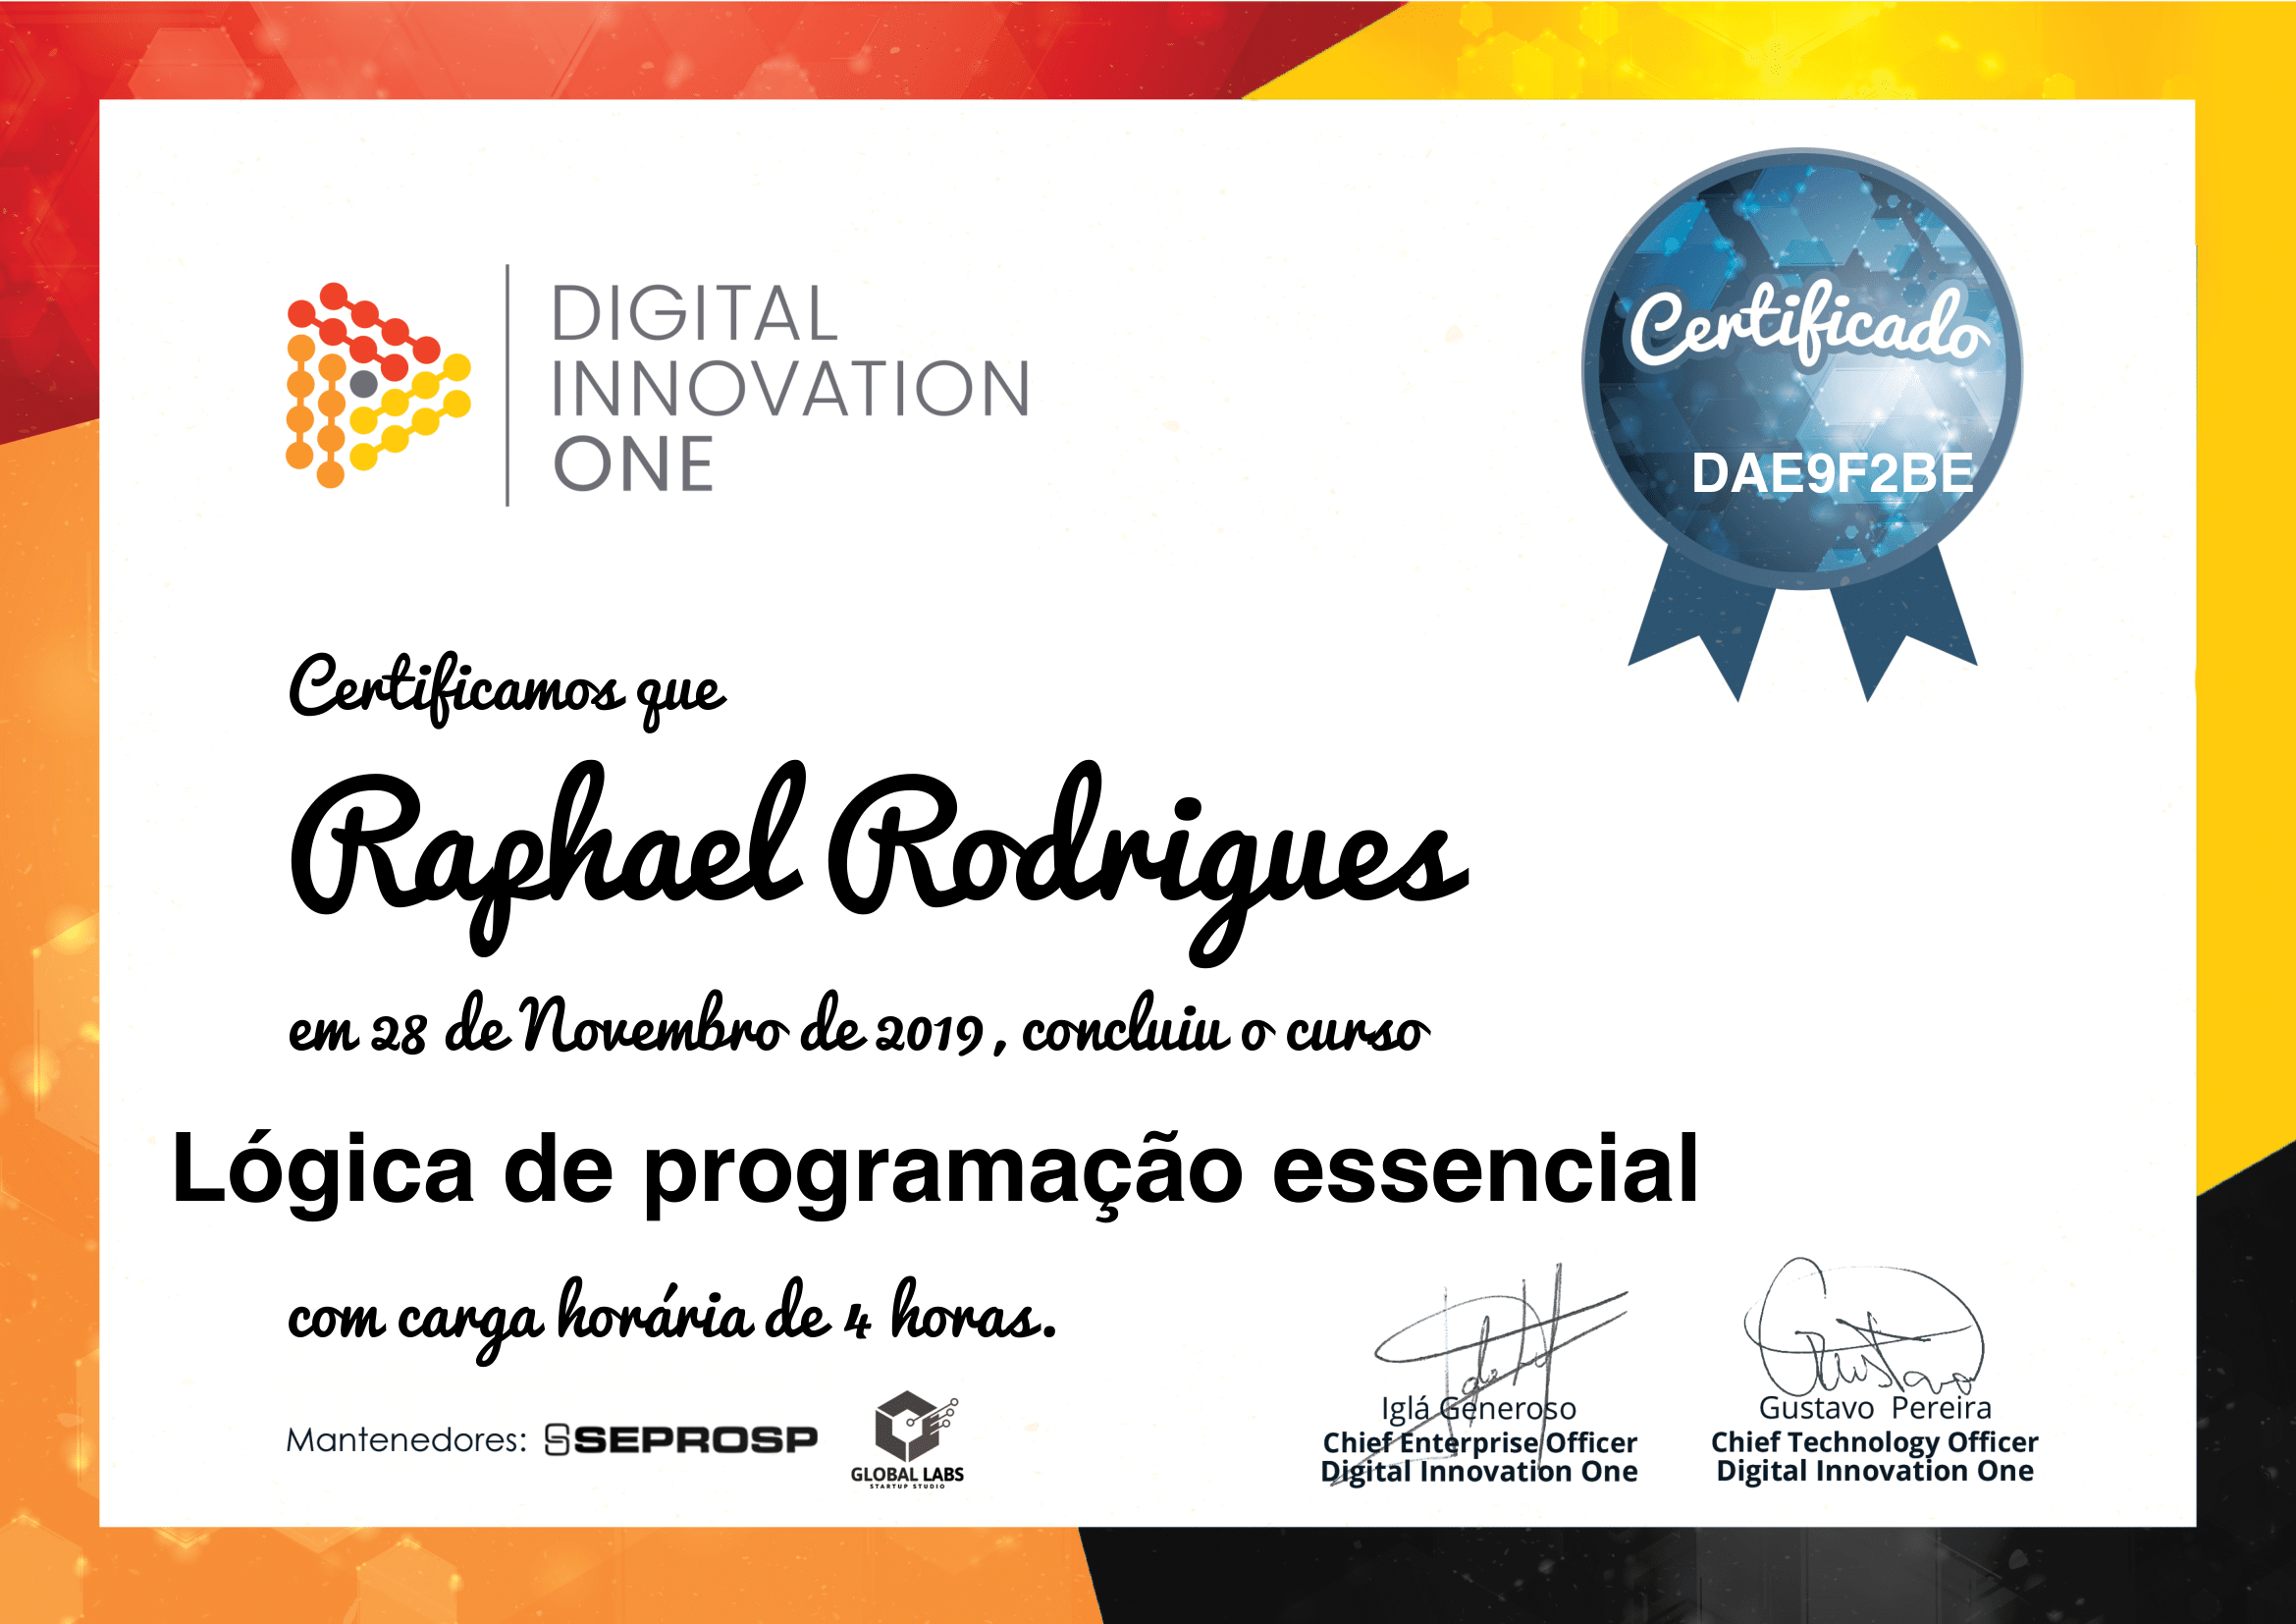 DIGITAL
INNOVATION
ONE
Certificado
DAE9F2BE
Certificamos que
Raphael Rodrigues
em 28 de Novembro de 2019, concluiu o curso
Lógica de programação essencial
com carga horária de 4 horas.
Mantenedores: SEPROSP
GLOBAL LABS
STARTUP STUDIO
Iglá Generoso
Chief Enterprise Officer
Digital Innovation One
Gustavo
Gustavo Pereira
Chief Technology Officer
Digital Innovation One